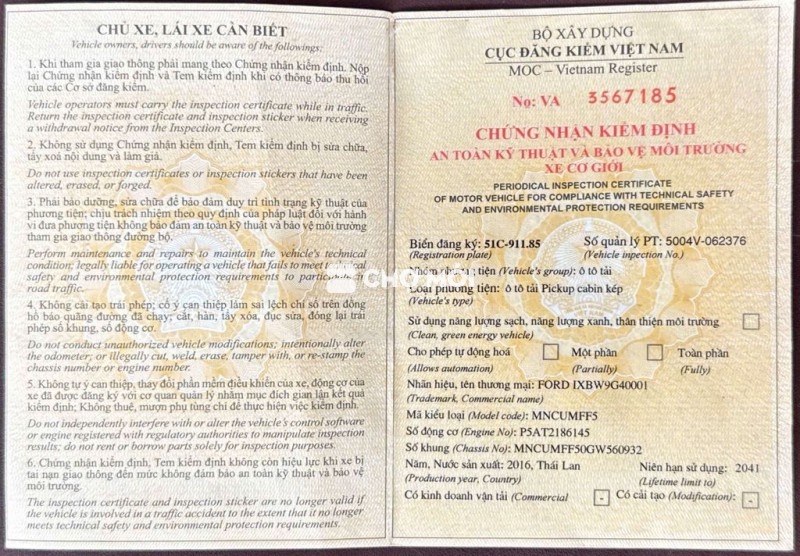 CHỦ XE, LÁI XE CẦN BIẾT
Vehicle owners, drivers should be aware of the followings:
1. Khi tham gia giao thông phải mang theo Chứng nhận kiểm định. Nộp
lại Chứng nhận kiểm định và Tem kiểm định khi có thông báo thu hồi
của các Cơ sở đăng kiểm.
Vehicle operators must carry the inspection certificate while in traffic.
Return the inspection certificate and inspection sticker when receiving
a withdrawal notice from the Inspection Centers.
2. Không sử dụng Chứng nhận kiểm định, Tem kiểm định bị sửa chữa,
tẩy xoá nội dung và làm giả.
Do not use inspection certificates or inspection stickers that have been
altered, erased, or forged.
3. Phải bảo dưỡng, sửa chữa để bảo đảm duy trì tình trạng kỹ thuật của
phương tiện; chịu trách nhiệm theo quy định của pháp luật đối với hành
vi đưa phương tiện không bảo đảm an toàn kỹ thuật và bảo vệ môi trường
tham gia giao thông đường bộ.
Perform maintenance and repairs to maintain the vehicle's technical
condition; legally liable for operating a vehicle that fails to meet technical
safety and environmental protection requirements to participate
road traffic.
4. Không cải tạo trái phép; cố ý can thiệp làm sai lệch chỉ số trên đồng
hồ báo quãng đường đã chạy; cắt, hàn, tẩy xóa, đục sửa, đóng lại trái
phép số khung, số động cơ.
Do not conduct unauthorized vehicle modifications; intentionally alter
the odometer; or illegally cut, weld, erase, tamper with, or re-stamp the
chassis number or engine number.
5. Không tự ý can thiệp, thay đổi phần mềm điều khiển của xe, động cơ của
xe đã được đăng ký với cơ quan quản lý nhằm mục đích gian lận kết quả
kiểm định; Không thuê, mượn phụ tùng chỉ để thực hiện việc kiểm định.
Do not independently interfere with or alter the vehicle's control software
or engine registered with regulatory authorities to manipulate inspection
results; do not rent or borrow parts solely for inspection purposes.
6. Chứng nhận kiểm định, Tem kiểm định không còn hiệu lực khi xe bị
tai nạn giao thông đến mức không đảm bảo an toàn kỹ thuật và bảo vệ
môi trường.
The inspection certificate and inspection sticker are no longer valid if
the vehicle is involved in a traffic accident to the extent that it no longer
meets technical safety and environmental protection requirements.
BỘ XÂY DỰNG
CỤC ĐĂNG KIỂM VIỆT NAM
MOC – Vietnam Register
No: VA 3567185
CHỨNG NHẬN KIỂM ĐỊNH
AN TOÀN KỸ THUẬT VÀ BẢO VỆ MÔI TRƯỜNG
XE CƠ GIỚI
PERIODICAL INSPECTION CERTIFICATE
OF MOTOR VEHICLE FOR COMPLIANCE WITH TECHNICAL SAFETY
AND ENVIRONMENTAL PROTECTION REQUIREMENTS
Biển đăng ký: 51C-911.85 Số quản lý PT: 5004V-062376
(Registration plate) (Vehicle inpection No.)
Nhóm phương tiện (Vehicle's group): ô tô tải
Loại phương tiện: ô tô tải Pickup cabin kép
(Vehicle's type)
Sử dụng năng lượng sạch, năng lượng xanh, thân thiện môi trường
(Clean, green energy vehicle)
Cho phép tự động hoá Một phần Toàn phần
(Allows automation) (Partially) (Fully)
Nhãn hiệu, tên thương mại: FORD IXBW9G40001
(Trademark, Commercial name)
Mã kiểu loại (Model code): MNCUMFF5
Số động cơ (Engine No): P5AT2186145
Số khung (Chassis No): MNCUMFF50GW560932
Năm, Nước sản xuất: 2016, Thái Lan Niên hạn sử dụng: 2041
(Production year, Country) (Lifetime limit to)
Có kinh doanh vận tải (Commercial - Có cải tạo (Modification): -